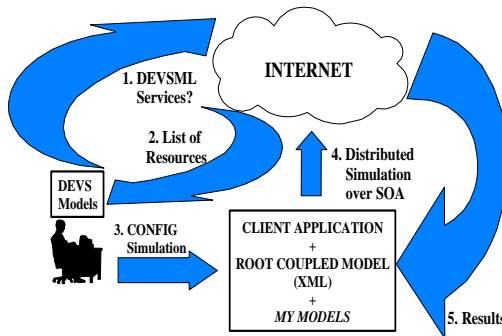 INTERNET
1. DEVSML
Services?
2. List of
Resources
DEVS
Models
3. CONFIG
Simulation
4. Distributed
Simulation
over SOA
CLIENT APPLICATION
+
ROOT COUPLED MODEL
(XML)
+
MY MODELS
5. Results